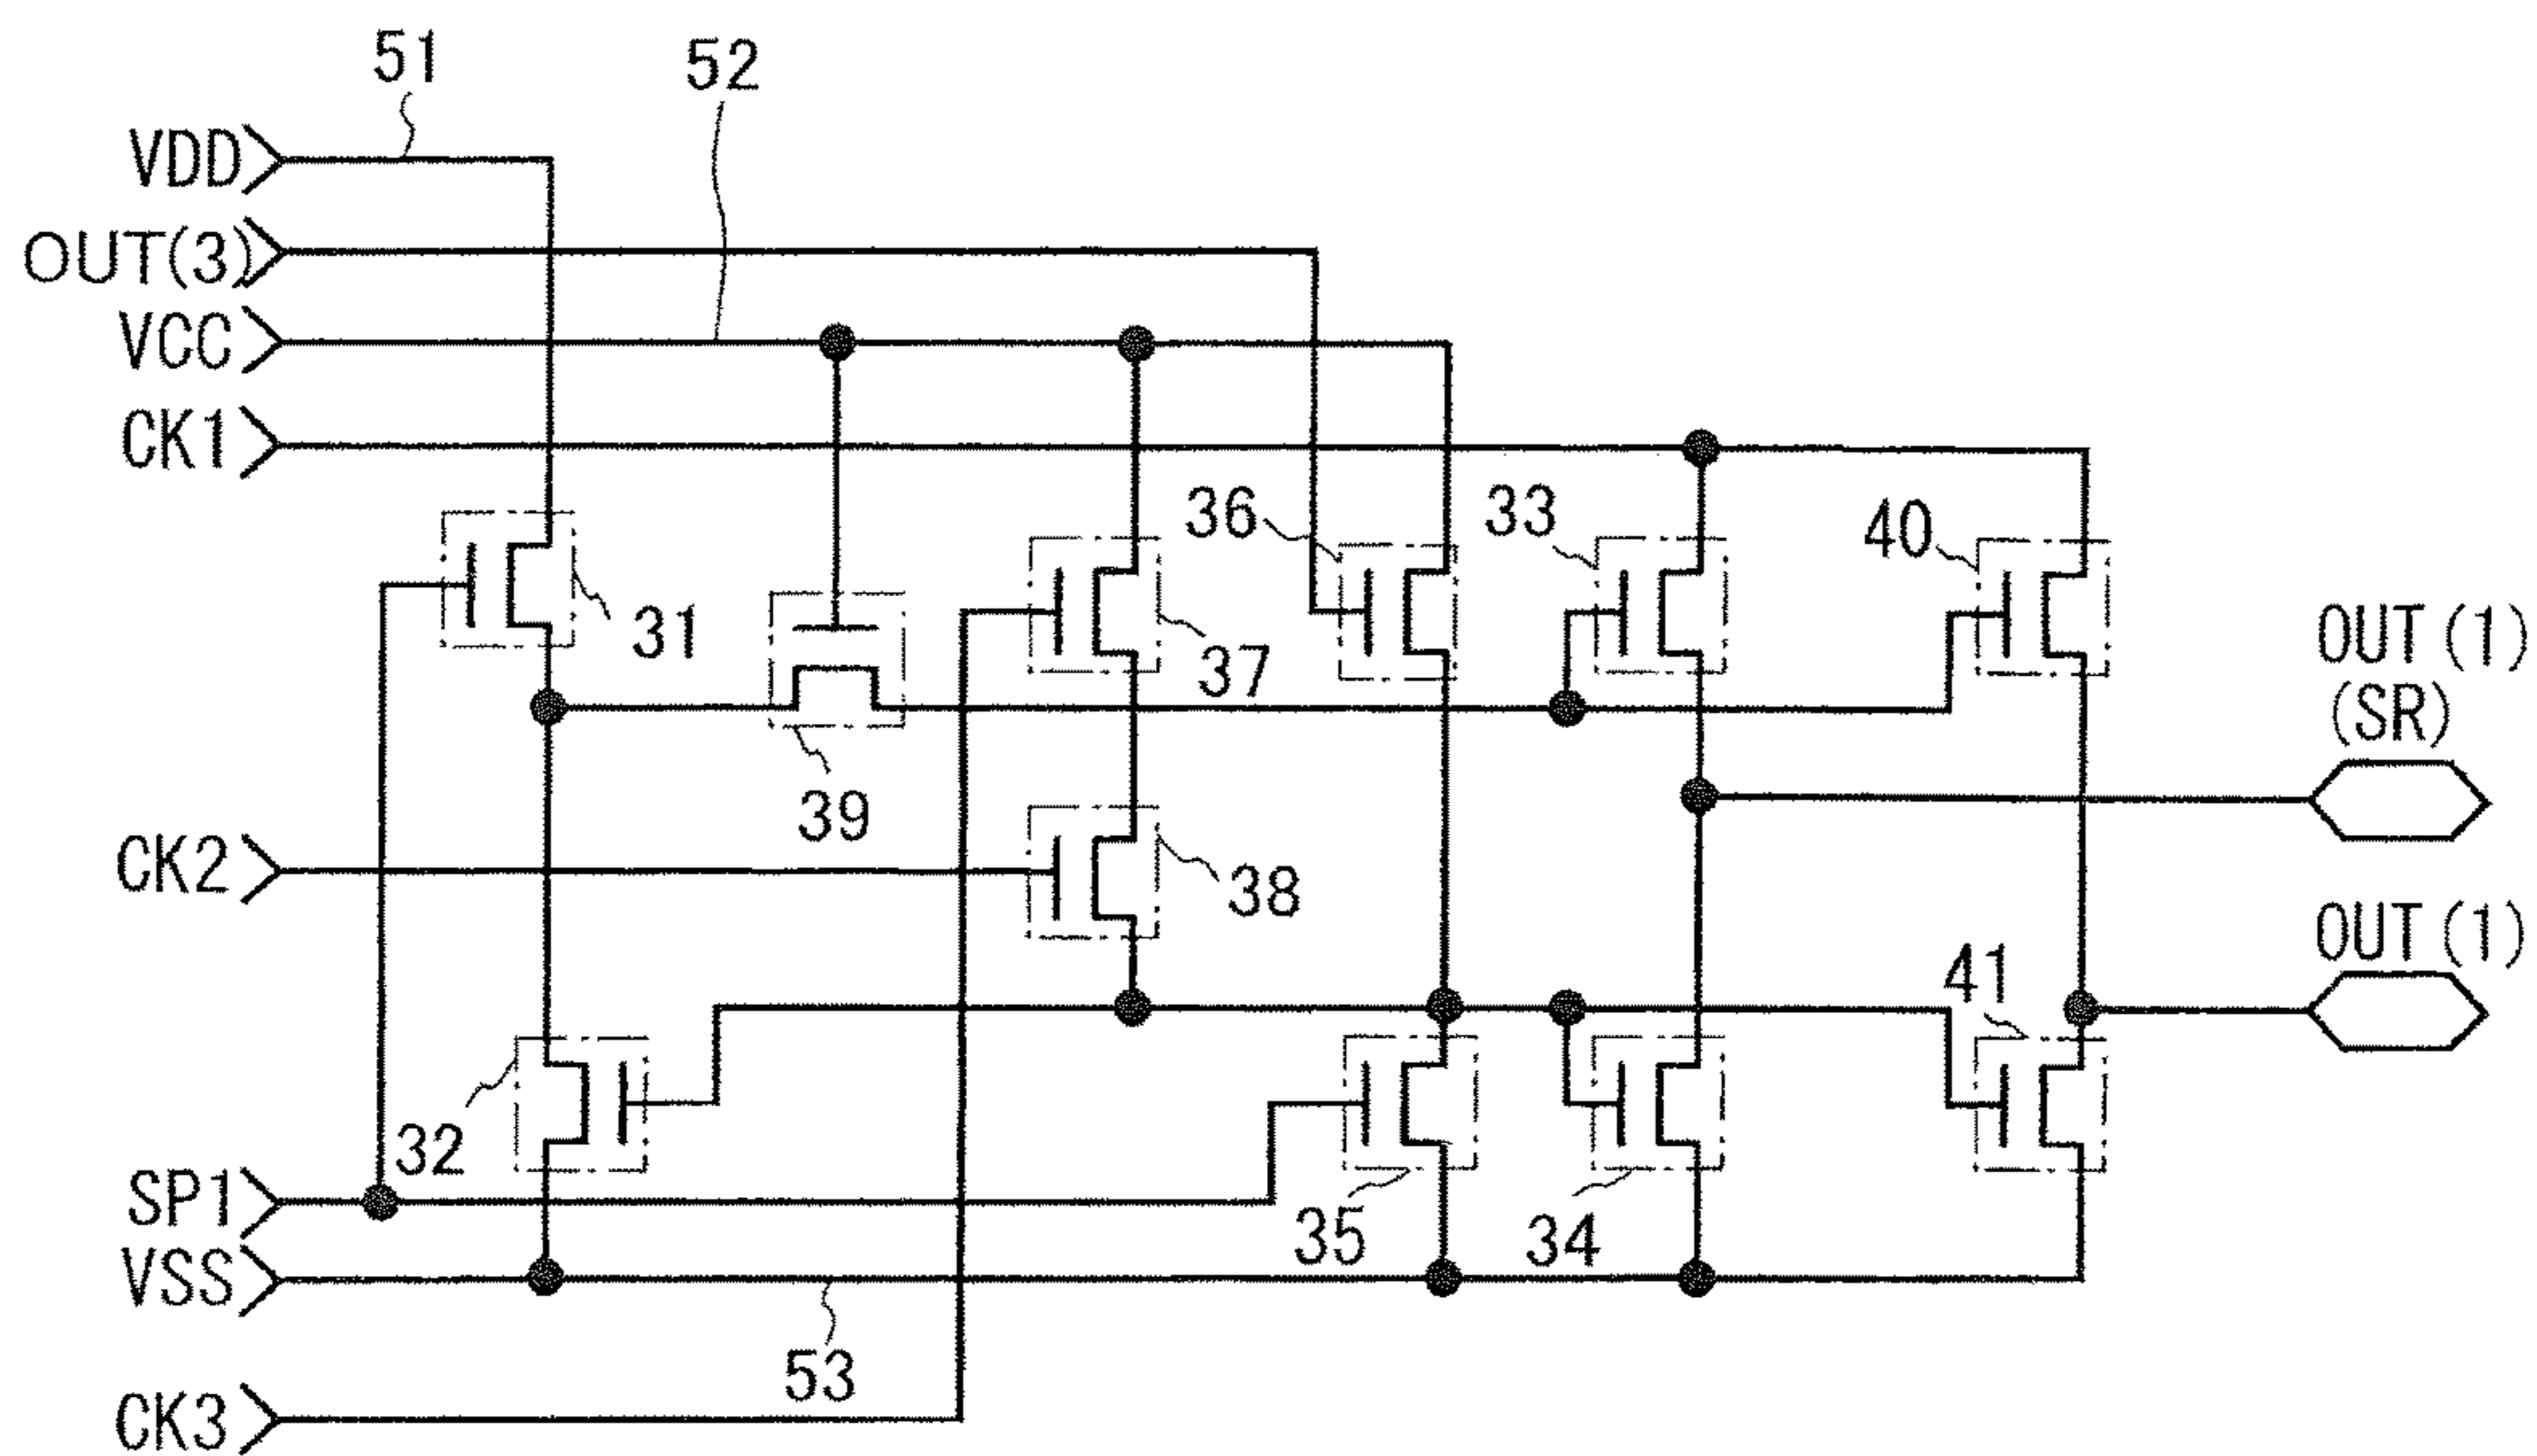 51
52
VDD
OUT(3)
VCC
CK1
36
33
40
31
37
OUT(1)
(SR)
39
CK2
38
OUT(1)
41
32
SP1
35
34
VSS
53
CK3